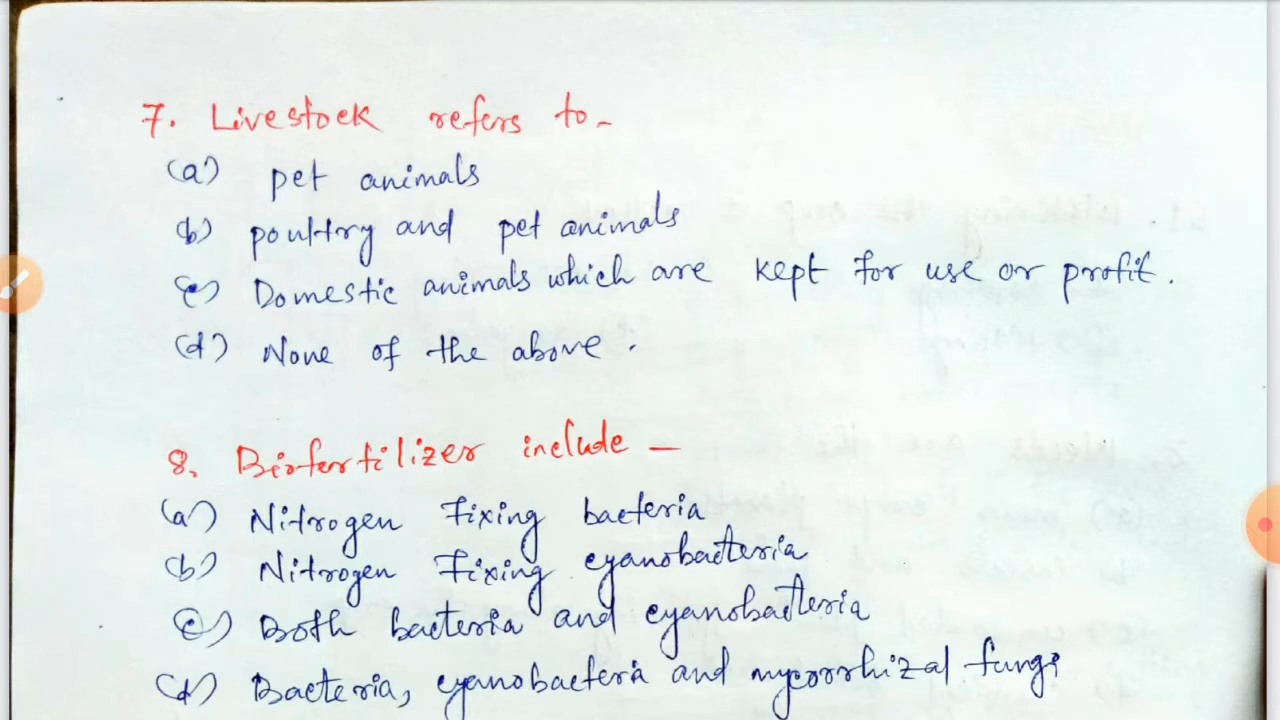 7. Livestock refers to -
(a) pet animals
(b) poultry and pet animals
(c) Domestic animals which are kept for use or profit.
(d) None of the above.
8. Biofertilizer include -
(a) Nitrogen Fixing bacteria
(b) Nitrogen Fixing cyanobacteria
(c) Both bacteria and cyanobacteria
(d) Bacteria, cyanobacteria and mycorrhizal fungi